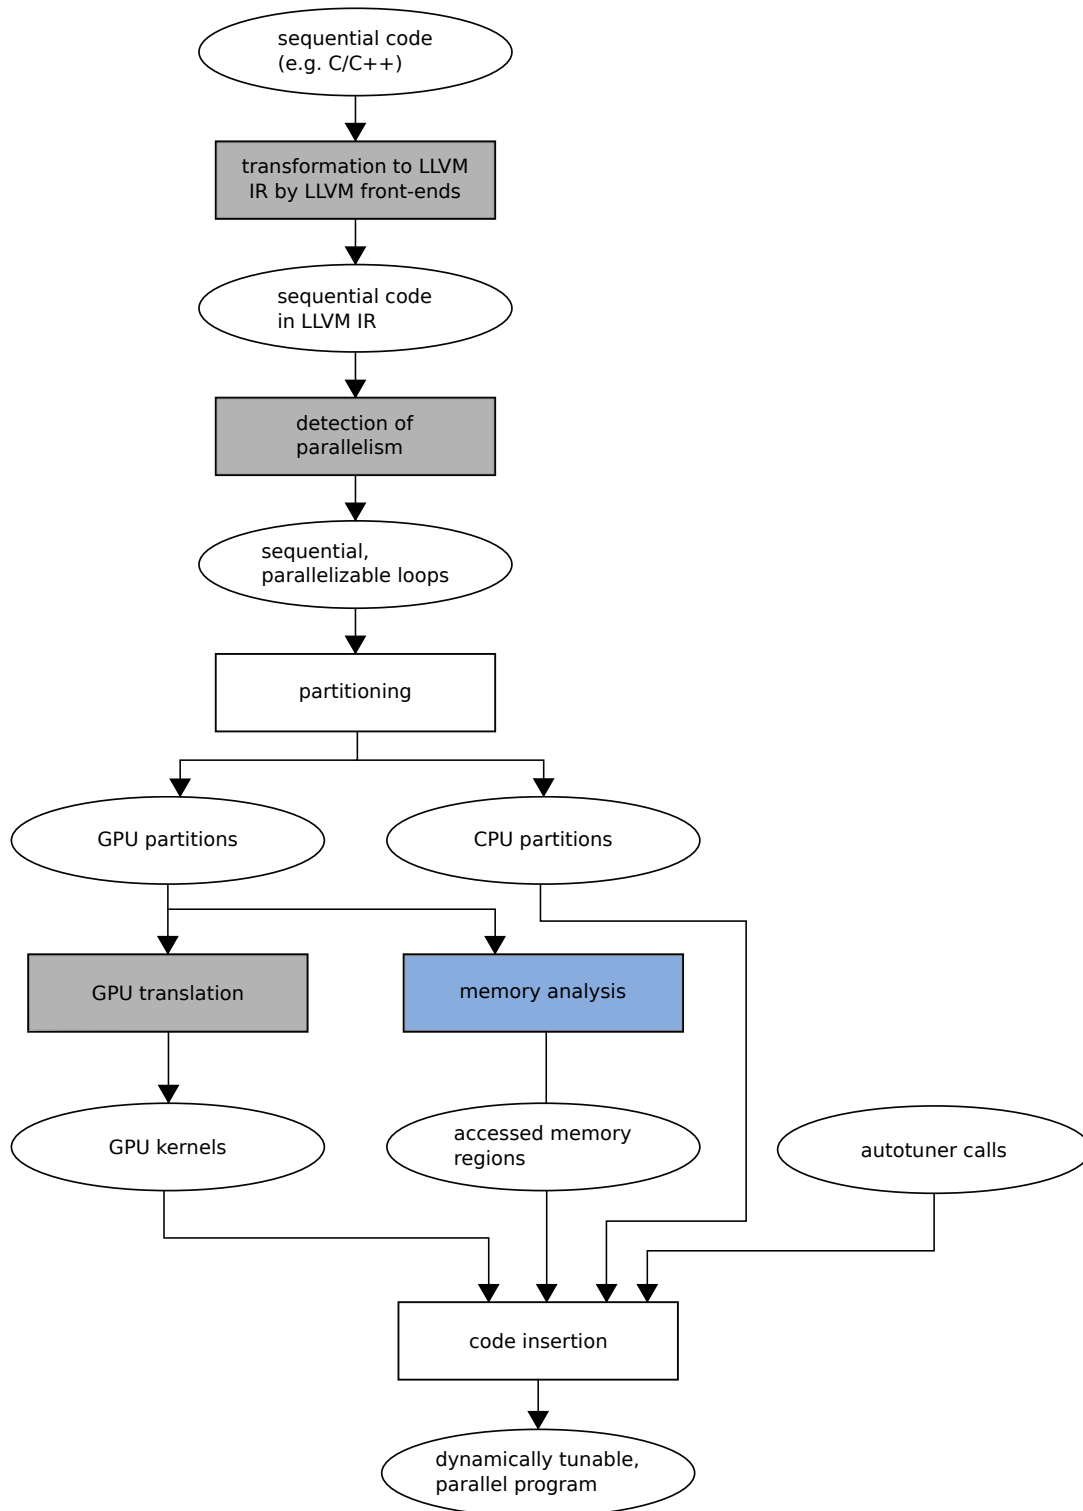 sequential code
(e.g. C/C++)
transformation to LLVM
IR by LLVM front-ends
sequential code
in LLVM IR
detection of
parallelism
sequential,
parallelizable loops
partitioning
GPU partitions
CPU partitions
GPU translation
memory analysis
GPU kernels
accessed memory
regions
autotuner calls
code insertion
dynamically tunable,
parallel program